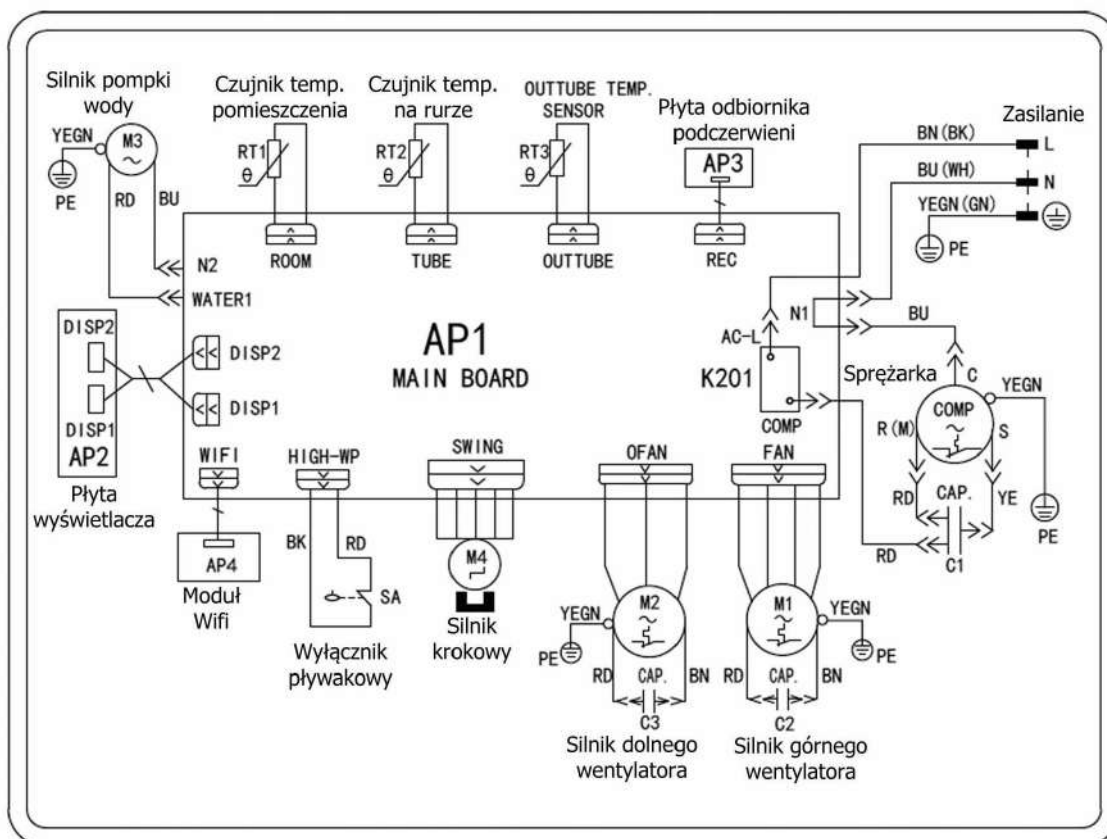 Silnik pompki
wody
YEGN
M3
PE
RD
BU
Czujnik temp.
pomieszczenia
RT1
θ
ROOM
Czujnik temp.
na rurze
RT2
θ
TUBE
OUTTUBE TEMP.
SENSOR
RT3
θ
OUTTUBE
Płyta odbiornika
podczerwieni
AP3
REC
Zasilanie
BN(BK)
L
BU(WH)
N
YEGN(GN)
PE
N2
WATER1
DISP2
DISP1
AP2
Płyta
wyświetlacza
DISP2
DISP1
AP1
MAIN BOARD
AC-L
K201
COMP
N1
BU
Sprężarka
C
COMP
YEGN
R(M)
S
RD
CAP.
YE
RD
C1
PE
WIFI
AP4
Moduł
Wifi
HIGH-WP
BK
RD
SA
Wyłącznik
pływakowy
SWING
M4
Silnik
krokowy
OFAN
M2
YEGN
PE
RD
CAP.
BN
C3
Silnik dolnego
wentylatora
FAN
M1
YEGN
PE
RD
CAP.
BN
C2
Silnik górnego
wentylatora